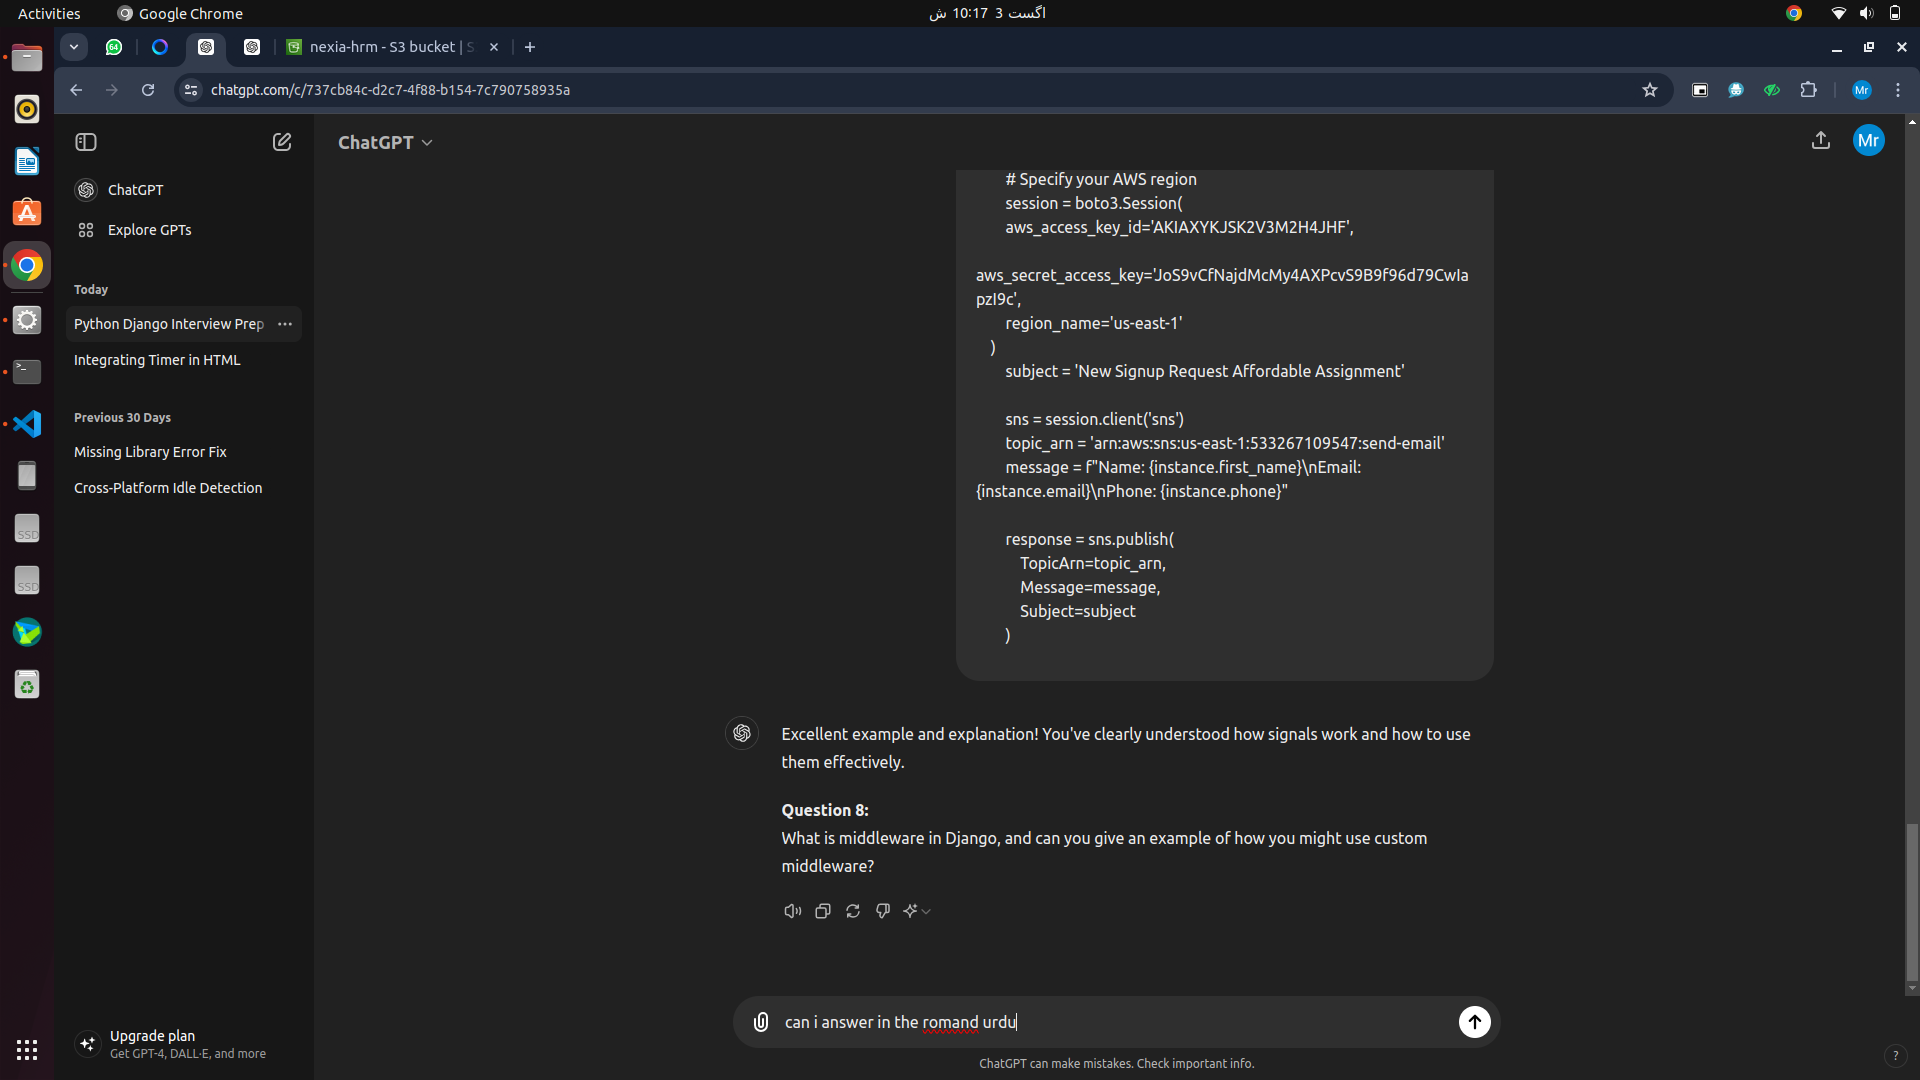 Activities
Google Chrome
اگست 3  10:17 ش
64
nexia-hrm - S3 bucket | S
chatgpt.com/c/737cb84c-d2c7-4f88-b154-7c790758935a
Mr
ChatGPT
Mr
ChatGPT
Explore GPTs
Today
Python Django Interview Prep
Integrating Timer in HTML
Previous 30 Days
Missing Library Error Fix
Cross-Platform Idle Detection
SSD
SSD
Upgrade plan
Get GPT-4, DALL·E, and more
# Specify your AWS region
session = boto3.Session(
aws_access_key_id='AKIAXYKJSK2V3M2H4JHF',
aws_secret_access_key=
region_name='us-east-1'
)
subject = 'New Signup Request Affordable Assignment'
sns = session.client('sns')
topic_arn = 'arn:aws:sns:us-east-1:533267109547:send-email'
message = f"Name: {instance.first_name}\nEmail:
{instance.email}\nPhone: {instance.phone}"
response = sns.publish(
TopicArn=topic_arn,
Message=message,
Subject=subject
)
Excellent example and explanation! You've clearly understood how signals work and how to use
them effectively.
Question 8:
What is middleware in Django, and can you give an example of how you might use custom
middleware?
can i answer in the romand urdu
ChatGPT can make mistakes. Check important info.
?